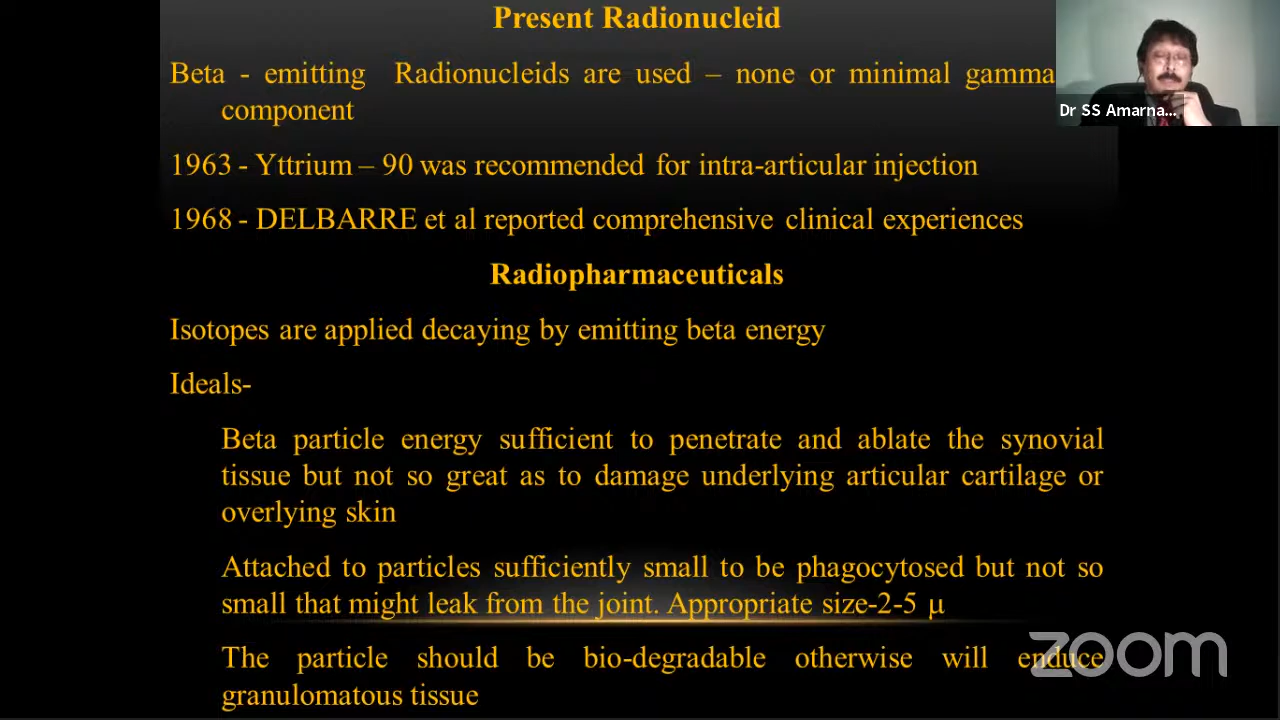 Present Radionucleid
Beta - emitting Radionucleids are used – none or minimal gamma
component
Dr SS Amarna...
1963 - Yttrium – 90 was recommended for intra-articular injection
1968 - DELBARRE et al reported comprehensive clinical experiences
Radiopharmaceuticals
Isotopes are applied decaying by emitting beta energy
Ideals-
Beta particle energy sufficient to penetrate and ablate the synovial
tissue but not so great as to damage underlying articular cartilage or
overlying skin
Attached to particles sufficiently small to be phagocytosed but not so
small that might leak from the joint. Appropriate size-2-5 µ
The particle should be bio-degradable otherwise will enduce
granulomatous tissue
zoom